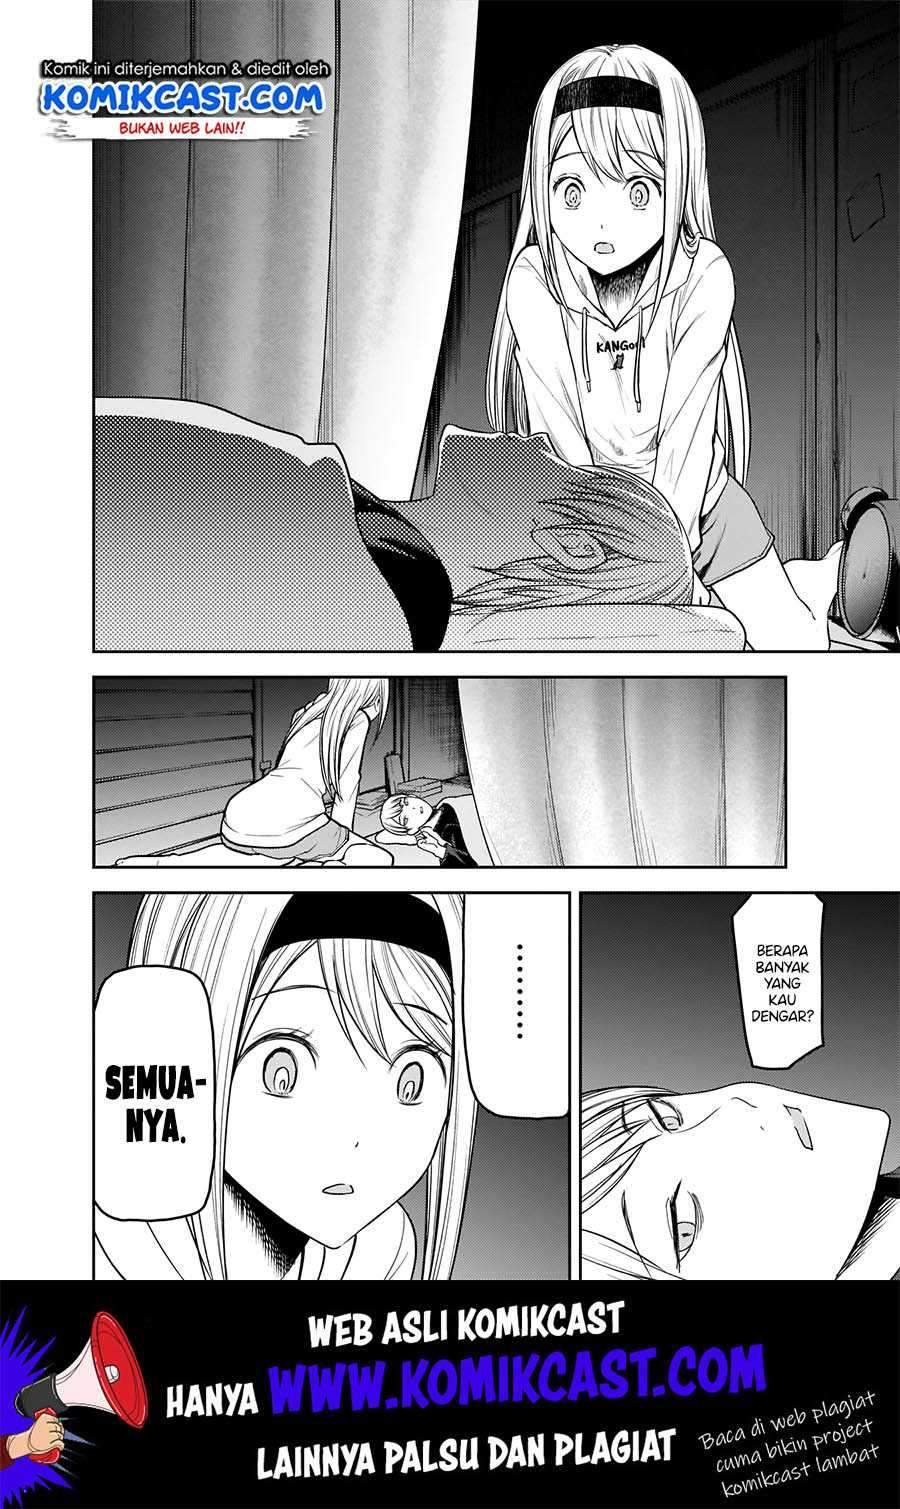 Komik ini diterjemahkan & diedit oleh
KOMIKCAST.COM
BUKAN WEB LAIN!!
KANGO
BERAPA
BANYAK
YANG
KAU
DENGAR?
.........
SEMUA-
NYA.
WEB ASLI KOMIKCAST
HANYA WWW.KOMIKCAST.COM
LAINNYA PALSU DAN PLAGIAT
Baca di web plagiat
cuma bikin project
komikcast lambat